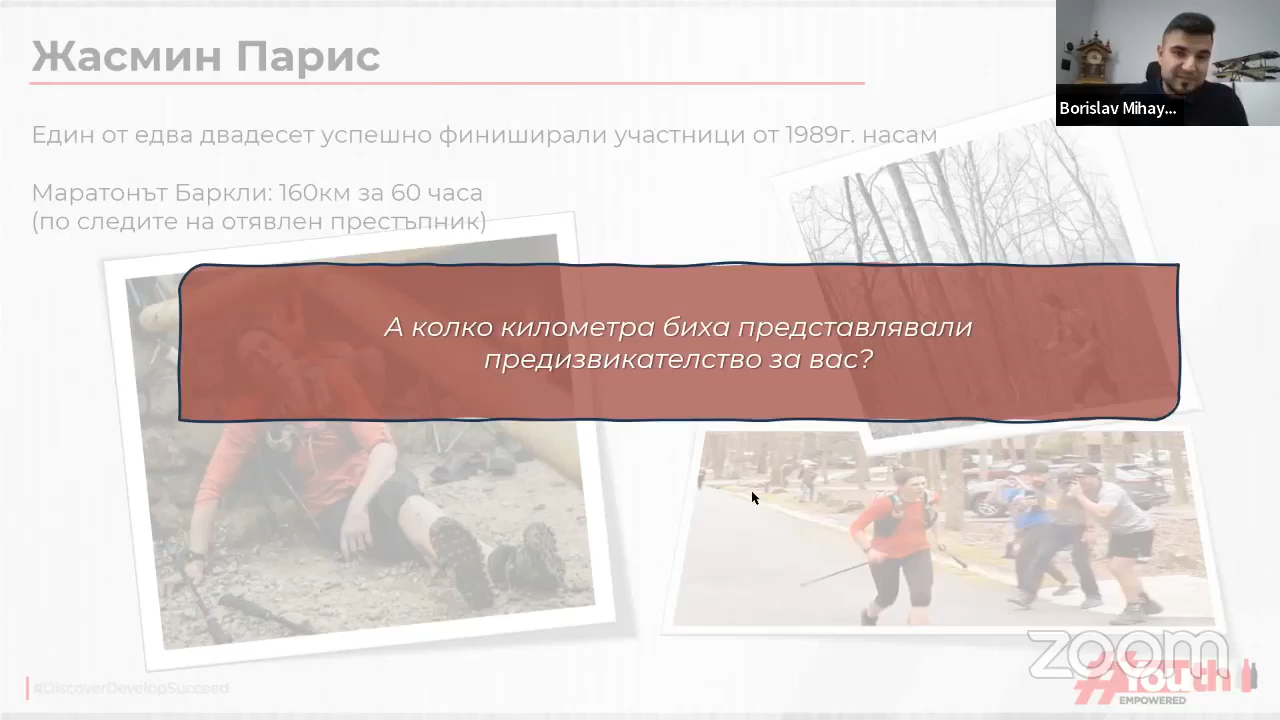 Жасмин Парис
Borislav Mihay...
Един от едва двадесет успешно финиширали участници от 1989г. насам
Маратонът Баркли: 160км за 60 часа
(по следите на отявлен престъпник)
А колко километра биха представлявали
предизвикателство за вас?
zoom
#Youth
EMPOWERED
#DiscoverDevelopSucceed